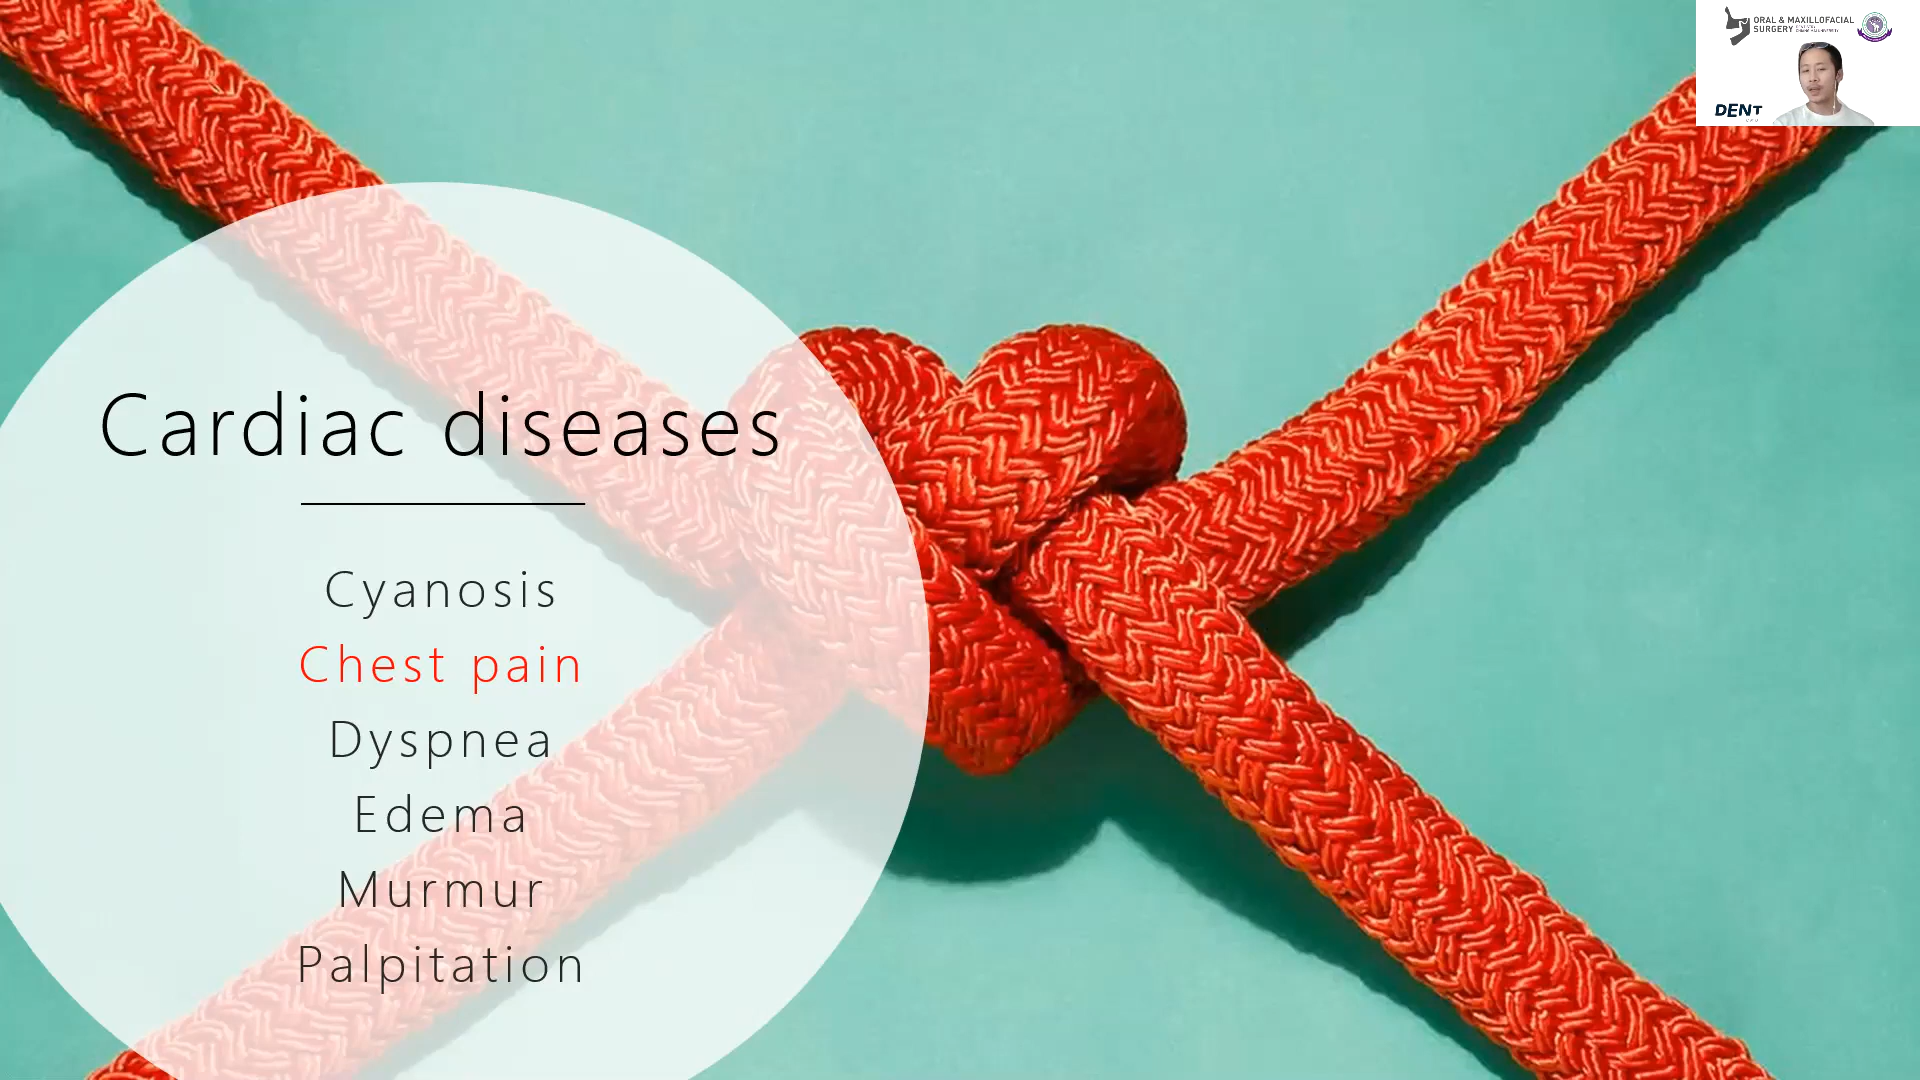 ORAL & MAXILLOFACIAL
SURGERY
DENT
Cardiac diseases
Cyanosis
Chest pain
Dyspnea
Edema
Murmur
Palpitation